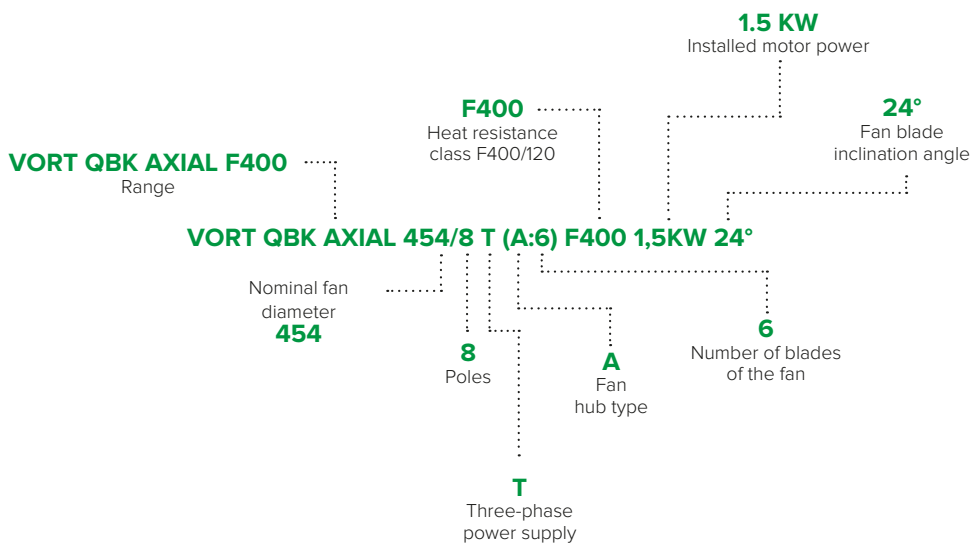 1.5 KW
Installed motor power
F400
Heat resistance
class F400/120
24°
Fan blade
inclination angle
VORT QBK AXIAL F400
Range
VORT QBK AXIAL 454/8 T (A:6) F400 1,5KW 24°
Nominal fan
diameter
454
8
Poles
A
Fan
hub type
6
Number of blades
of the fan
T
Three-phase
power supply